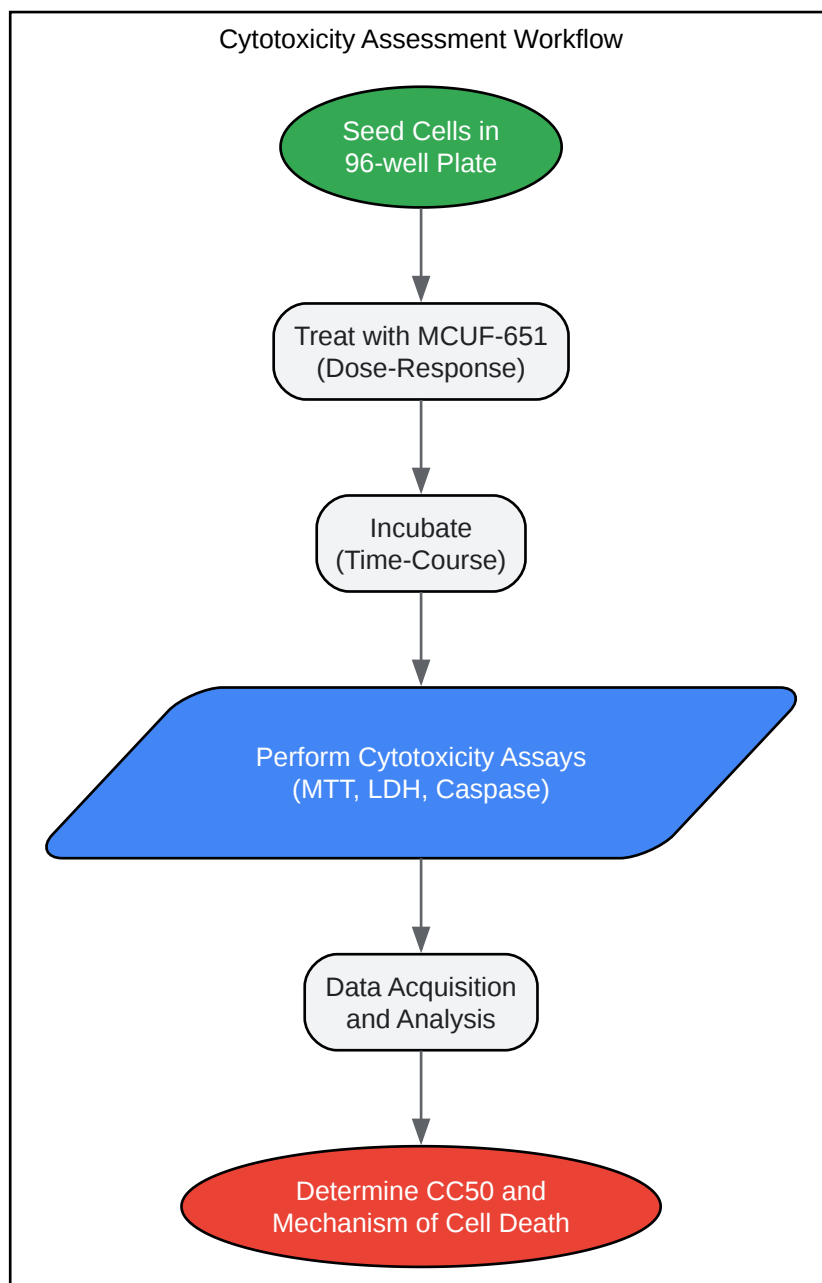 Cytotoxicity Assessment Workflow
Seed Cells in
96-well Plate
Treat with MCUF-651
(Dose-Response)
Incubate
(Time-Course)
Perform Cytotoxicity Assays
(MTT, LDH, Caspase)
Data Acquisition
and Analysis
Determine CC50 and
Mechanism of Cell Death